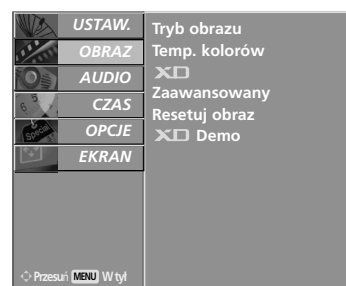 USTAW.
OBRAZ
AUDIO
CZAS
OPCJE
EKRAN
Tryb obrazu
Temp. kolorów
XD
Zaawansowany
Resetuj obraz
XD Demo
Special
Przesuń MENU W tył